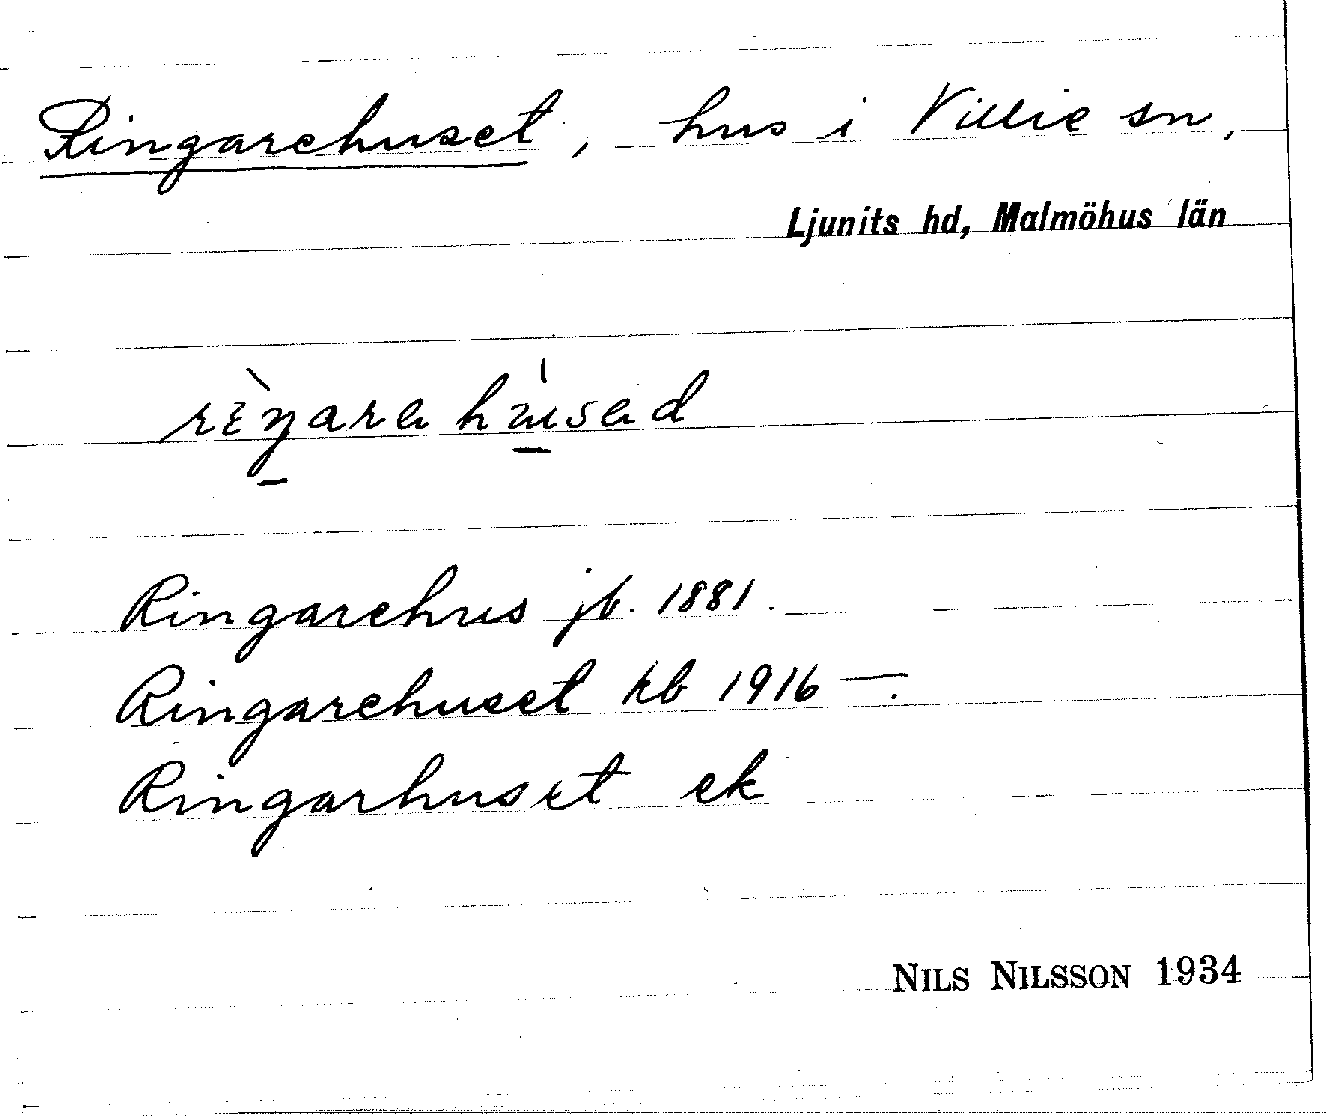 Ringarehuset, hus i Villie sn,
Ljunits hd, Malmöhus län
Ringarehus jb. 1881.
Ringarehuset kb 1916 —.
Ringarhuset ek
NILS NILSSON 1934